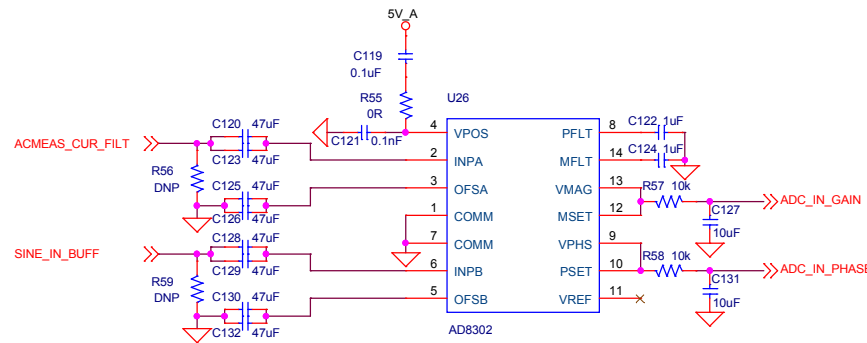 5V_A
C119
0.1uF
R55
0R
U26
C121
0.1nF
ACMEAS_CUR_FILT
C120
47uF
C123
47uF
R56
DNP
C125
47uF
C126
47uF
SINE_IN_BUFF
C128
47uF
C129
47uF
R59
DNP
C130
47uF
C132
47uF
4
VPOS
2
INPA
3
OFSA
1
COMM
7
COMM
6
INPB
5
OFSB
PFLT
8
MFLT
14
VMAG
13
MSET
12
VPHS
9
PSET
10
VREF
11
AD8302
C122
1uF
C124
1uF
R57
10k
ADC_IN_GAIN
C127
10uF
R58
10k
ADC_IN_PHASE
C131
10uF